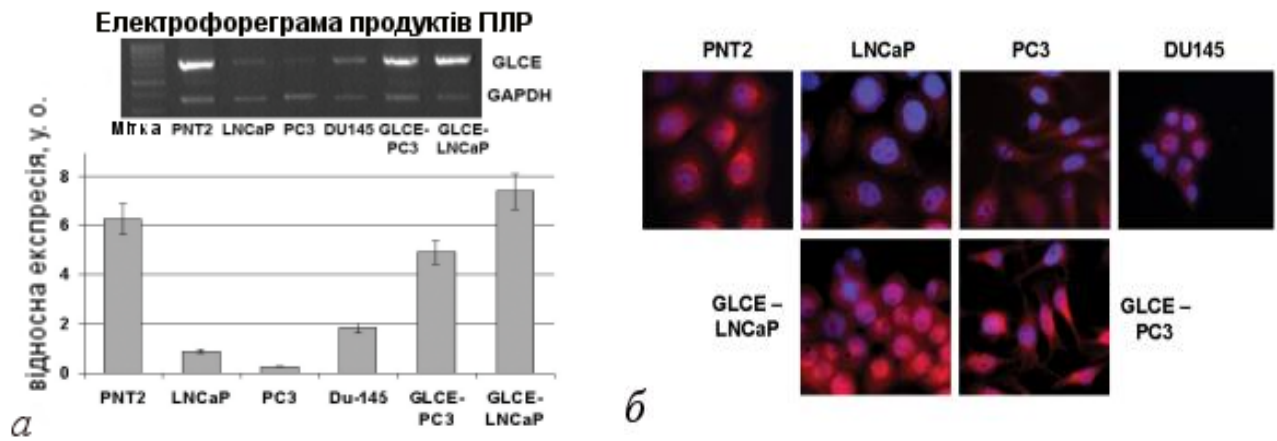 Електрофореграма продуктів ПЛР
GLCE
GAPDH
Мітка PNT2 LNCaP PC3 DU145 GLCE-PC3 GLCE-LNCaP
відносна експресія, у. о.
8
6
4
2
0
PNT2 LNCaP PC3 Du-145 GLCE-PC3 GLCE-LNCaP
а
PNT2 LNCaP PC3 DU145
GLCE –
LNCaP
GLCE –
PC3
б